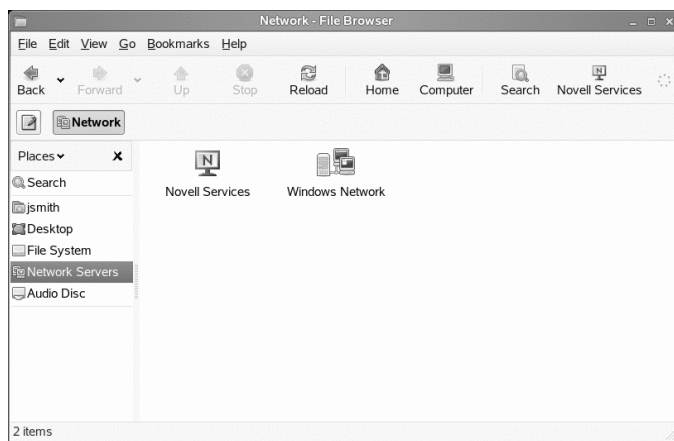 Network - File Browser
File Edit View Go Bookmarks Help
Back Forward Up Stop Reload Home Computer Search Novell Services
Network
Places
Search
jsmith
Desktop
File System
Network Servers
Audio Disc
N
Novell Services
Windows Network
2 items